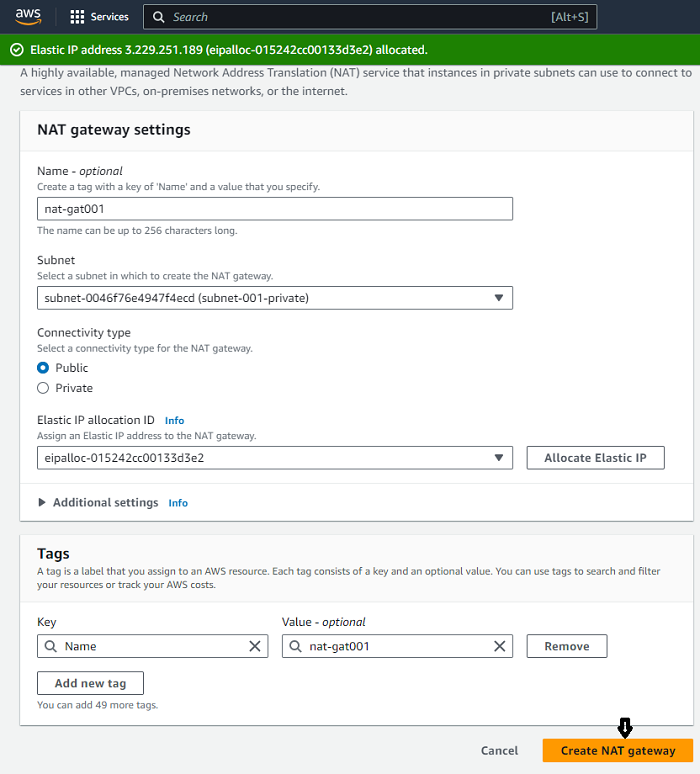 aws
Services
Search
[Alt+S]
Elastic IP address 3.229.251.189 (eipalloc-015242cc00133d3e2) allocated.
A highly available, managed Network Address Translation (NAT) service that instances in private subnets can use to connect to
services in other VPCs, on-premises networks, or the internet.
NAT gateway settings
Name - optional
Create a tag with a key of 'Name' and a value that you specify.
nat-gat001
The name can be up to 256 characters long.
Subnet
Select a subnet in which to create the NAT gateway.
subnet-0046f76e4947f4ecd (subnet-001-private)
Connectivity type
Select a connectivity type for the NAT gateway.
Public
Private
Elastic IP allocation ID Info
Assign an Elastic IP address to the NAT gateway.
eipalloc-015242cc00133d3e2
Allocate Elastic IP
Additional settings Info
Tags
A tag is a label that you assign to an AWS resource. Each tag consists of a key and an optional value. You can use tags to search and filter
your resources or track your AWS costs.
Key
Value - optional
Name
nat-gat001
Remove
Add new tag
You can add 49 more tags.
Cancel
Create NAT gateway